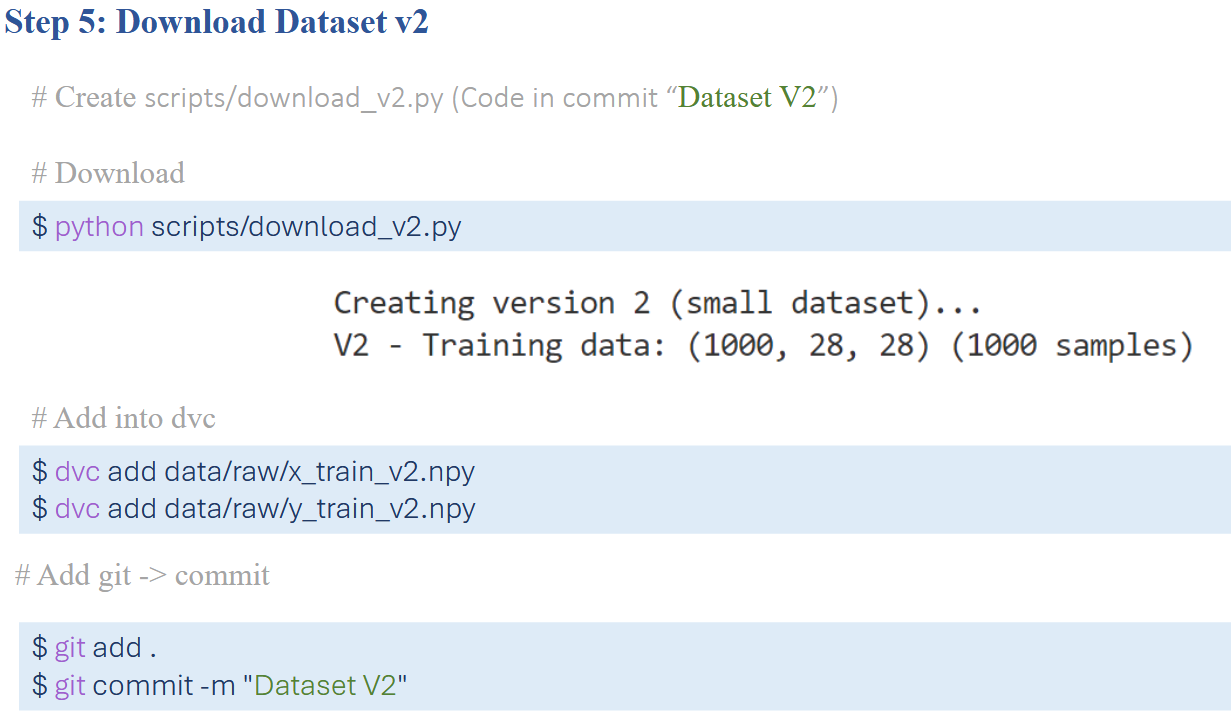 Step 5: Download Dataset v2
# Create scripts/download_v2.py (Code in commit “Dataset V2”)
# Download
$ python scripts/download_v2.py
Creating version 2 (small dataset)...
V2 - Training data: (1000, 28, 28) (1000 samples)
# Add into dvc
$ dvc add data/raw/x_train_v2.npy
$ dvc add data/raw/y_train_v2.npy
# Add git -> commit
$ git add .
$ git commit -m "Dataset V2"